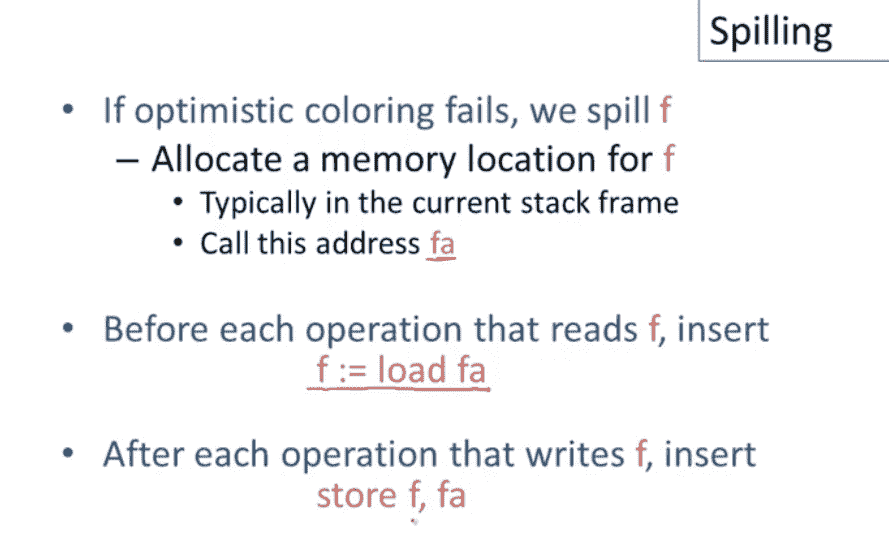 Spilling
• If optimistic coloring fails, we spill f
– Allocate a memory location for f
• Typically in the current stack frame
• Call this address fa
• Before each operation that reads f, insert
f := load fa
• After each operation that writes f, insert
store f, fa